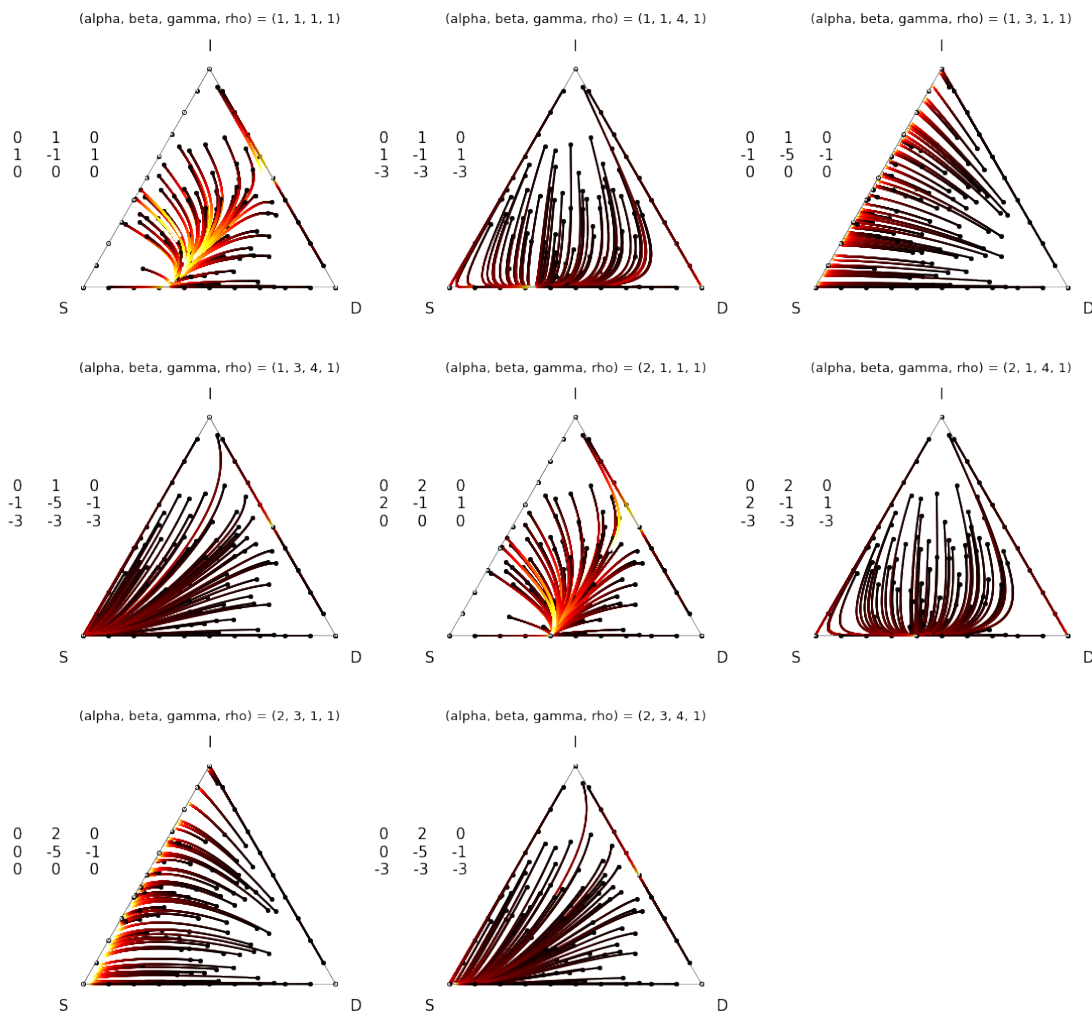 (alpha, beta, gamma, rho) = (1, 1, 1, 1)
I
0 1 0
1 -1 1
0 0 0
S D
(alpha, beta, gamma, rho) = (1, 1, 4, 1)
I
0 1 0
1 -1 1
-3 -3 -3
S D
(alpha, beta, gamma, rho) = (1, 3, 1, 1)
I
0 1 0
-1 -5 -1
0 0 0
S D
(alpha, beta, gamma, rho) = (1, 3, 4, 1)
I
0 1 0
-1 -5 -1
-3 -3 -3
S D
(alpha, beta, gamma, rho) = (2, 1, 1, 1)
I
0 2 0
2 -1 1
0 0 0
S D
(alpha, beta, gamma, rho) = (2, 1, 4, 1)
I
0 2 0
2 -1 1
-3 -3 -3
S D
(alpha, beta, gamma, rho) = (2, 3, 1, 1)
I
0 2 0
0 -5 -1
0 0 0
S D
(alpha, beta, gamma, rho) = (2, 3, 4, 1)
I
0 2 0
0 -5 -1
-3 -3 -3
S D